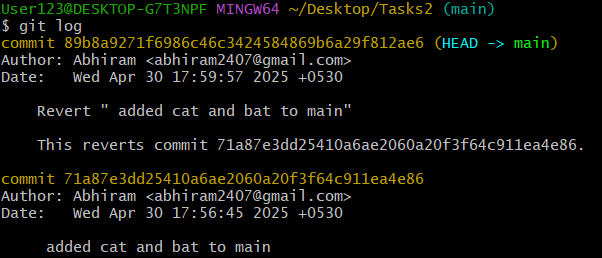 User123@DESKTOP-G7T3NPF MINGW64 ~/Desktop/Tasks2 (main)
$ git log
commit 89b8a9271f6986c46c3424584869b6a29f812ae6 (HEAD -> main)
Author: Abhiram <abhiram2407@gmail.com>
Date:   Wed Apr 30 17:59:57 2025 +0530
    Revert " added cat and bat to main"
    This reverts commit 71a87e3dd25410a6ae2060a20f3f64c911ea4e86.
commit 71a87e3dd25410a6ae2060a20f3f64c911ea4e86
Author: Abhiram <abhiram2407@gmail.com>
Date:   Wed Apr 30 17:56:45 2025 +0530
     added cat and bat to main